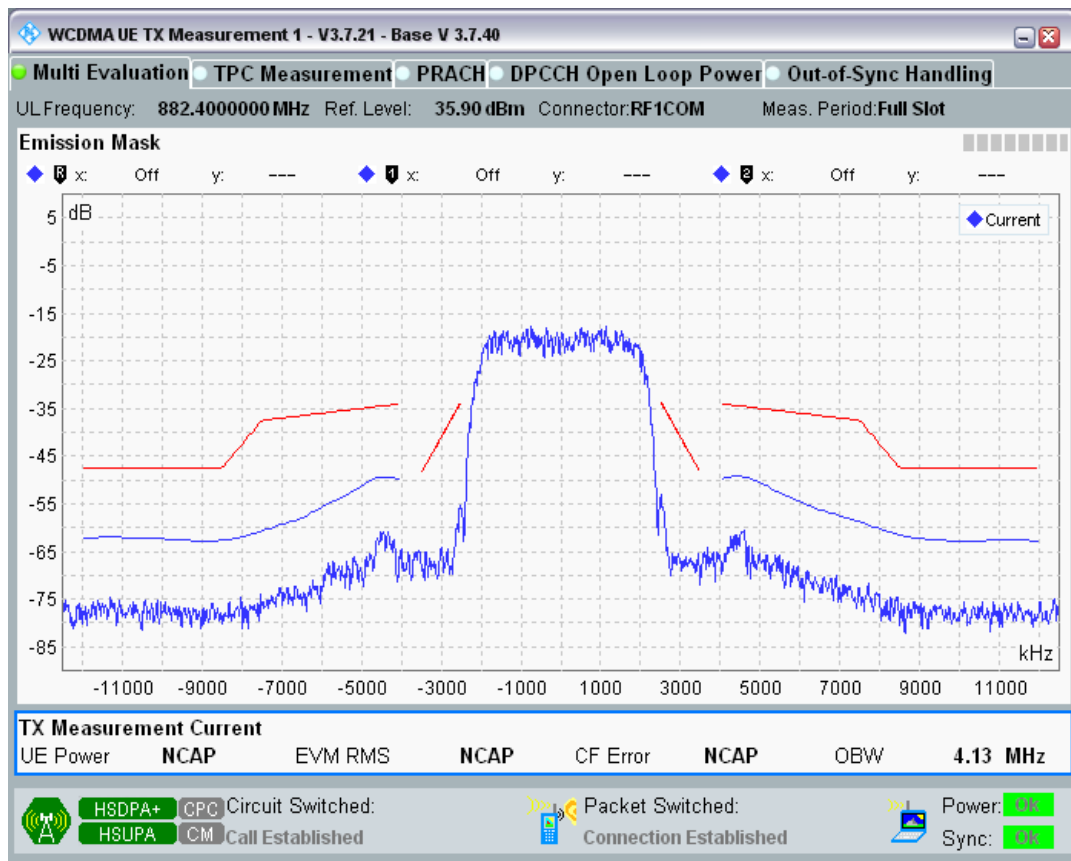 WCDMA UE TX Measurement 1 - V3.7.21 - Base V 3.7.40
Multi Evaluation TPC Measurement PRACH DPCCH Open Loop Power Out-of-Sync Handling
UL Frequency: 882.4000000 MHz Ref. Level: 35.90 dBm Connector: RF1COM Meas. Period: Full Slot
Emission Mask
R x: Off y: --- 1 x: Off y: --- 2 x: Off y: ---
dB
Current
5
-5
-15
-25
-35
-45
-55
-65
-75
-85
kHz
-11000 -9000 -7000 -5000 -3000 -1000 1000 3000 5000 7000 9000 11000
TX Measurement Current
UE Power NCAP EVM RMS NCAP CF Error NCAP OBW 4.13 MHz
HSDPA+ CPC Circuit Switched: Packet Switched: Power: OK
HSUPA CM Call Established Connection Established Sync: OK